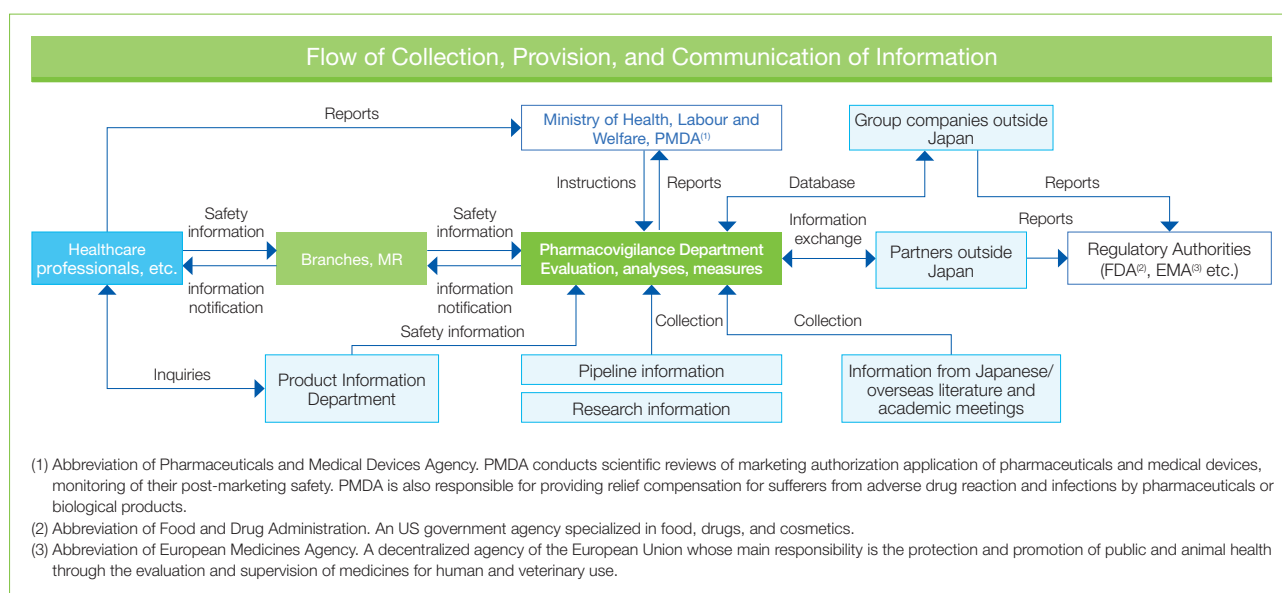 Flow of Collection, Provision, and Communication of Information
Reports
Ministry of Health, Labour and
Welfare, PMDA(1)
Group companies outside
Japan
Instructions
Reports
Database
Reports
Safety
information
Safety
information
Information
exchange
Reports
Healthcare
professionals, etc.
Branches, MR
Pharmacovigilance Department
Evaluation, analyses, measures
Partners outside
Japan
Regulatory Authorities
(FDA(2), EMA(3) etc.)
information
notification
information
notification
Safety information
Collection
Collection
Inquiries
Product Information
Department
Pipeline information
Research information
Information from Japanese/
overseas literature and
academic meetings
(1) Abbreviation of Pharmaceuticals and Medical Devices Agency. PMDA conducts scientific reviews of marketing authorization application of pharmaceuticals and medical devices,
monitoring of their post-marketing safety. PMDA is also responsible for providing relief compensation for sufferers from adverse drug reaction and infections by pharmaceuticals or
biological products.
(2) Abbreviation of Food and Drug Administration. An US government agency specialized in food, drugs, and cosmetics.
(3) Abbreviation of European Medicines Agency. A decentralized agency of the European Union whose main responsibility is the protection and promotion of public and animal health
through the evaluation and supervision of medicines for human and veterinary use.